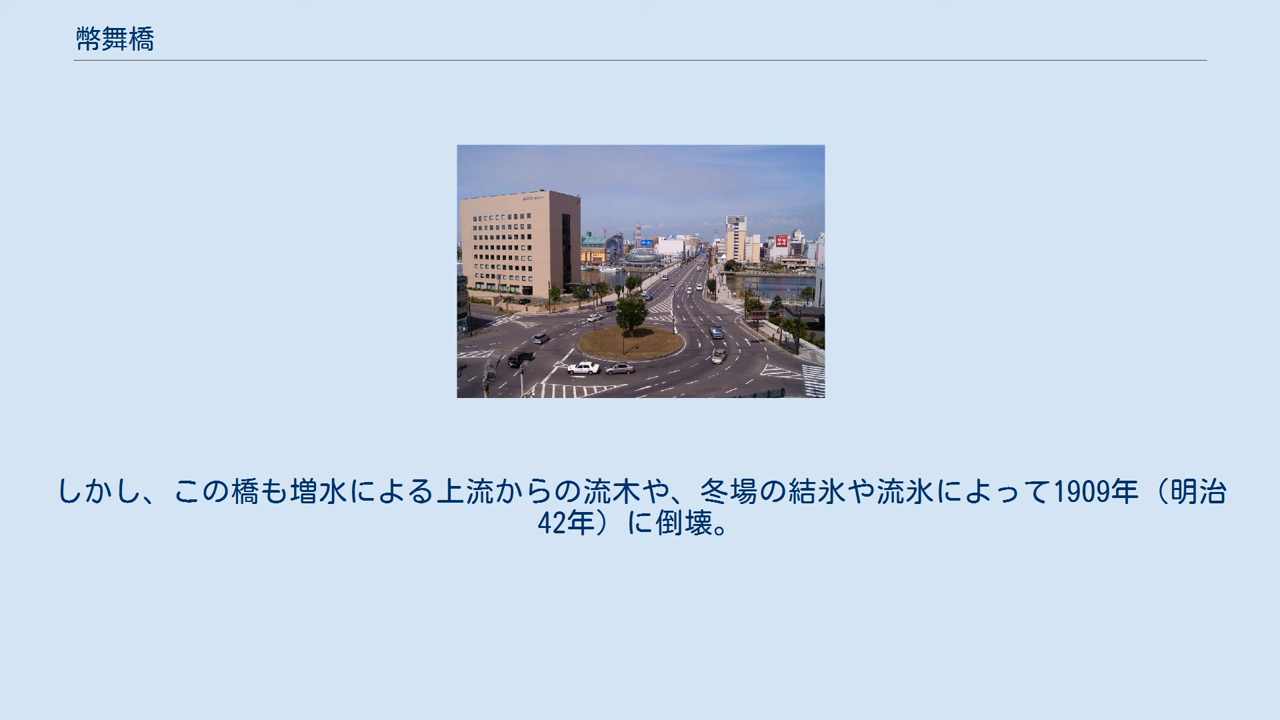 幣舞橋
しかし、この橋も増水による上流からの流木や、冬場の結氷や流氷によって1909年（明治
42年）に倒壊。